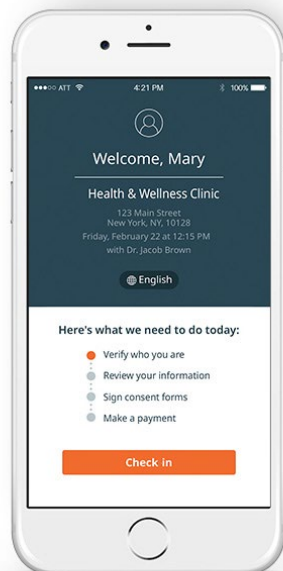 ATT 4:21 PM 100%
Welcome, Mary
Health & Wellness Clinic
123 Main Street
New York, NY, 10128
Friday, February 22 at 12:15 PM
with Dr. Jacob Brown
English
Here's what we need to do today:
Verify who you are
Review your information
Sign consent forms
Make a payment
Check in